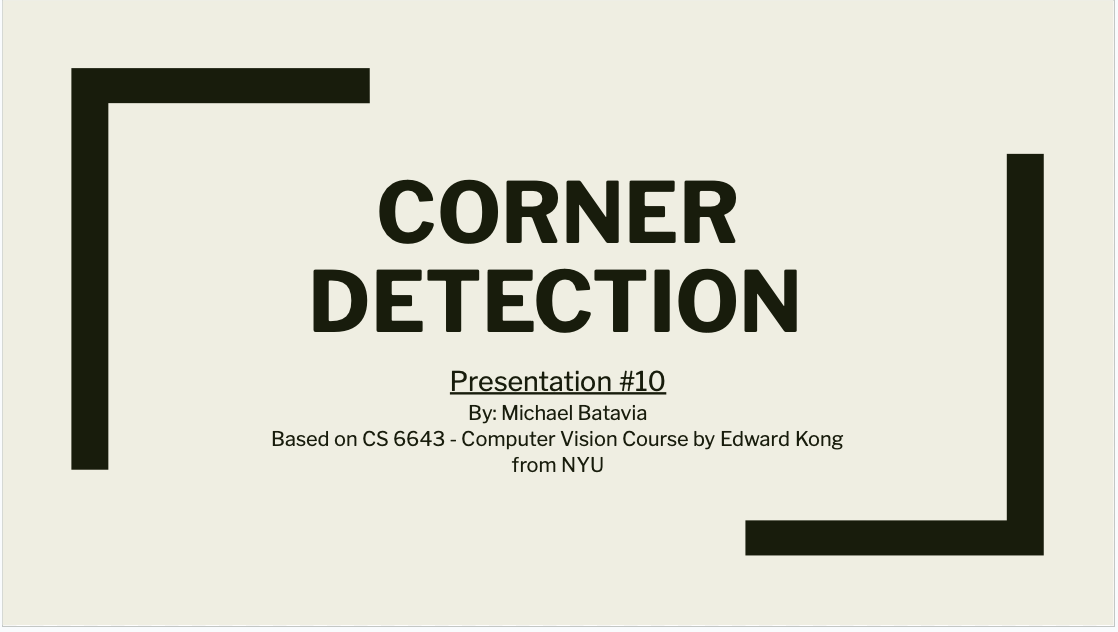 CORNER
DETECTION
Presentation #10
By: Michael Batavia
Based on CS 6643 - Computer Vision Course by Edward Kong
from NYU